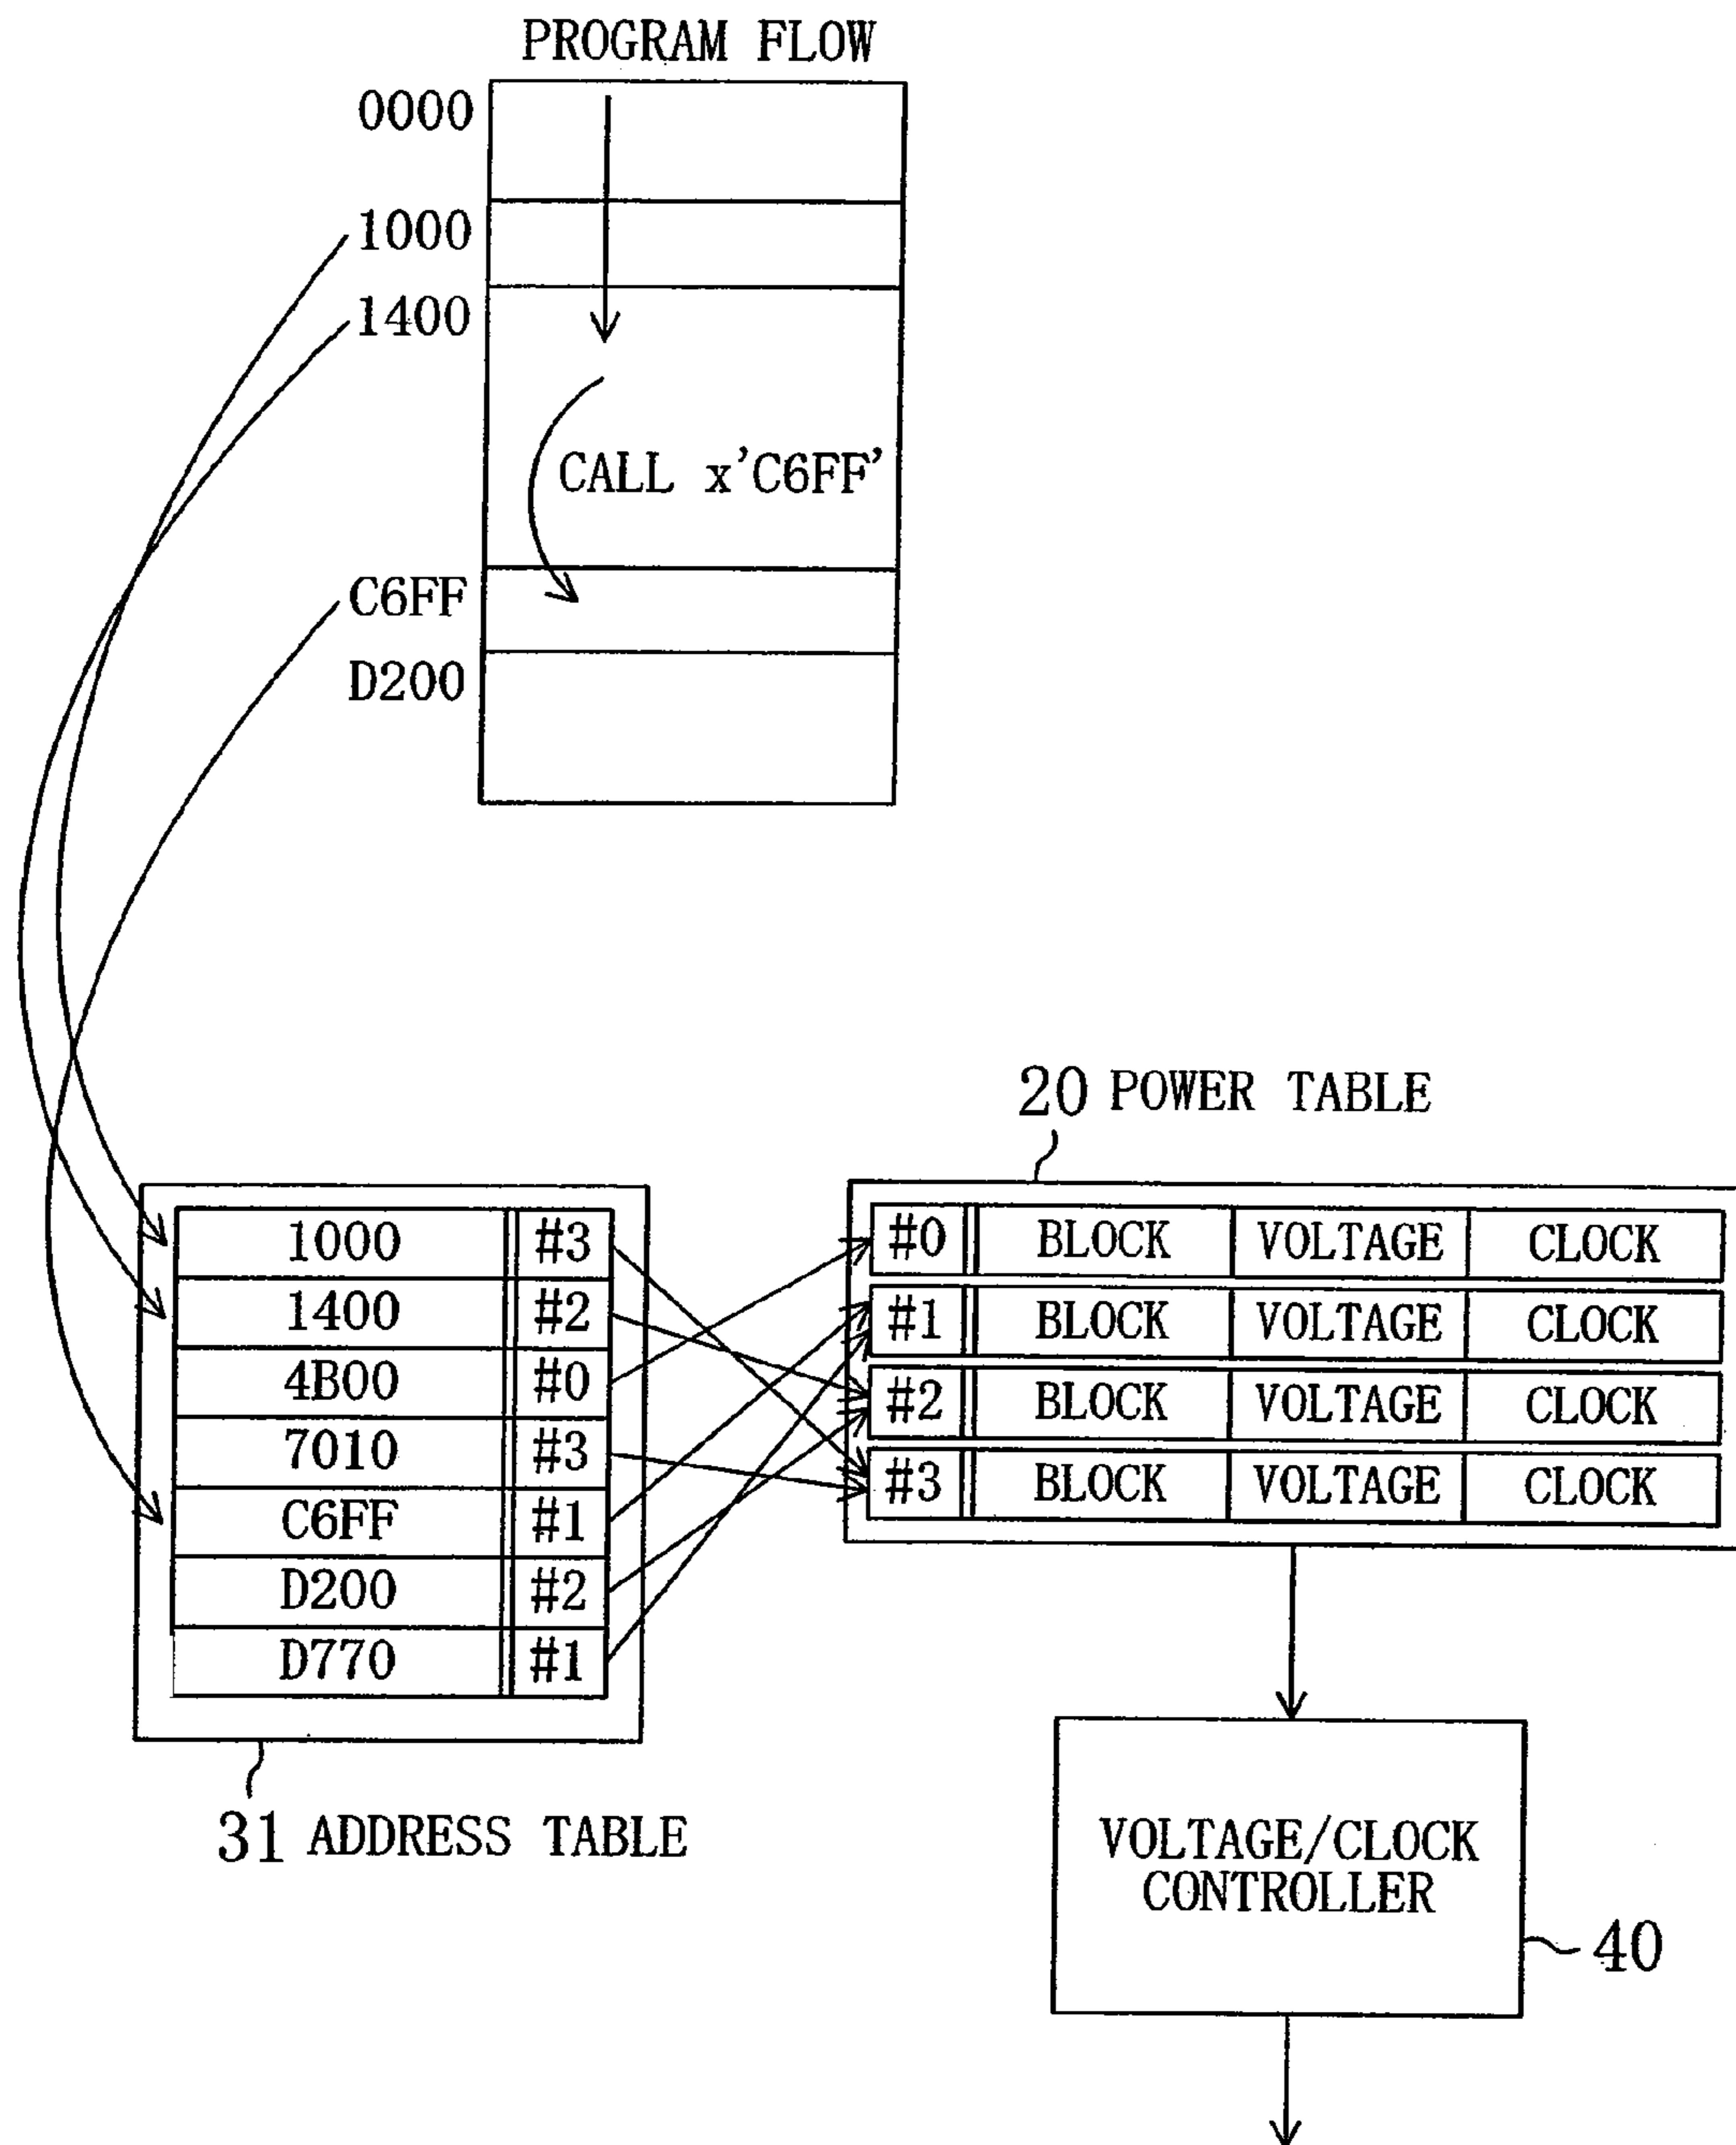 PROGRAM FLOW
0000
1000
1400
CALL x'C6FF'
C6FF
D200
20 POWER TABLE
#0 BLOCK VOLTAGE CLOCK
#1 BLOCK VOLTAGE CLOCK
#2 BLOCK VOLTAGE CLOCK
#3 BLOCK VOLTAGE CLOCK
1000 #3
1400 #2
4B00 #0
7010 #3
C6FF #1
D200 #2
D770 #1
31 ADDRESS TABLE
VOLTAGE/CLOCK
CONTROLLER
40